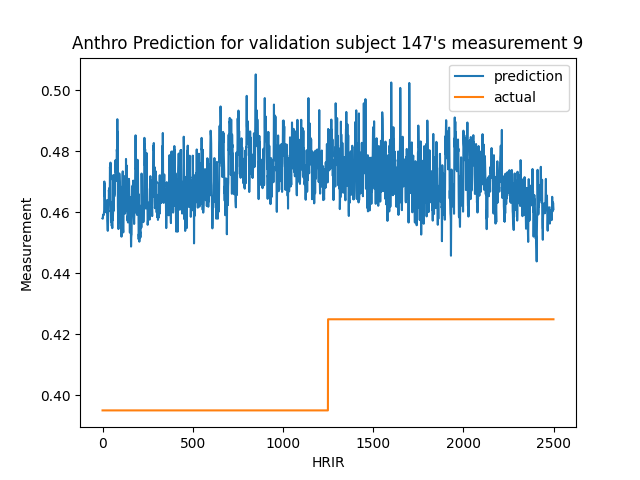 Anthro Prediction for validation subject 147's measurement 9
prediction
actual
Measurement
0.50
0.48
0.46
0.44
0.42
0.40
0 500 1000 1500 2000 2500
HRIR